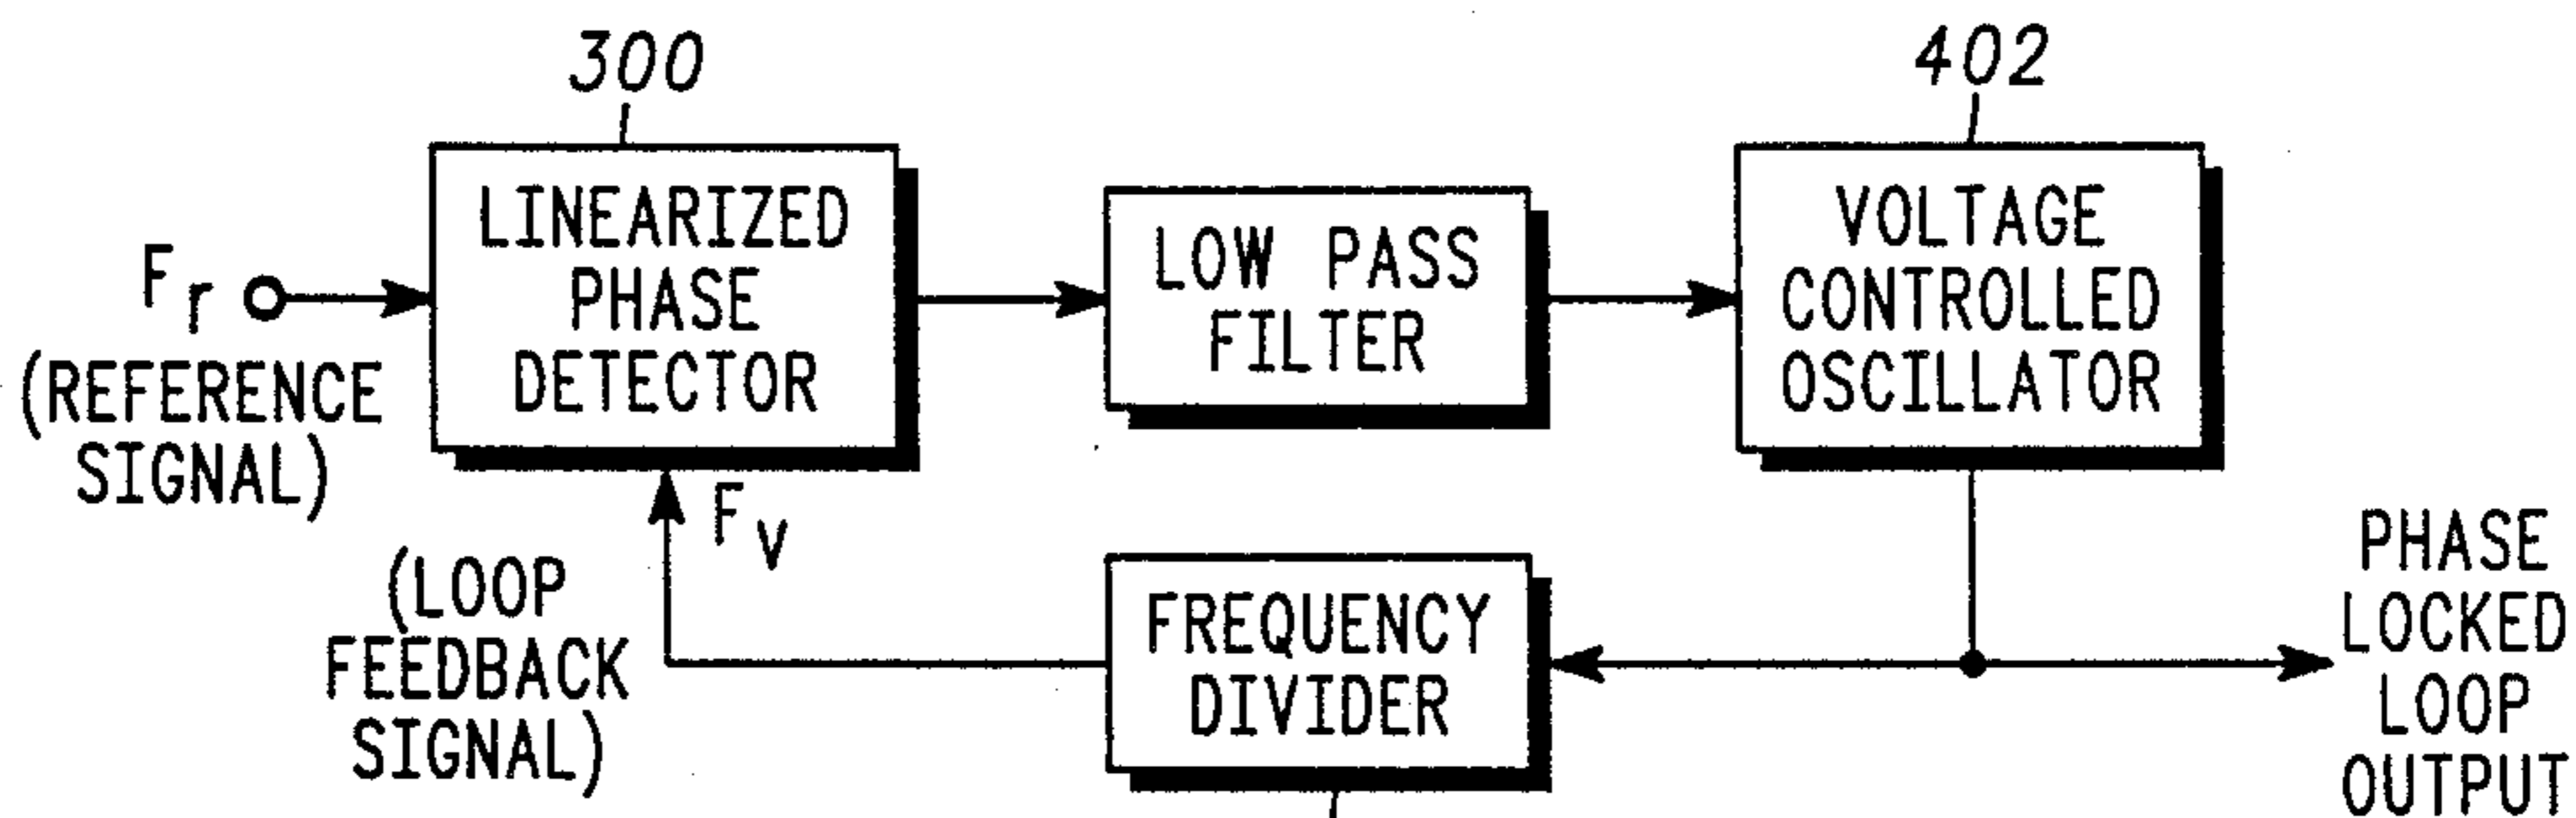 300
402
LINEARIZED
PHASE
DETECTOR
LOW PASS
FILTER
VOLTAGE
CONTROLLED
OSCILLATOR
Fr
(REFERENCE
SIGNAL)
Fv
(LOOP
FEEDBACK
SIGNAL)
FREQUENCY
DIVIDER
PHASE
LOCKED
LOOP
OUTPUT